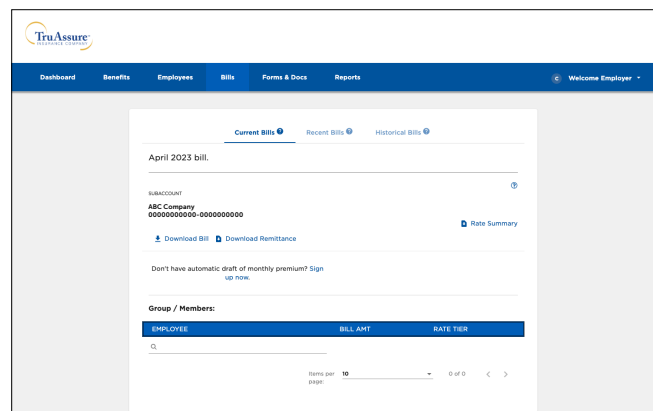 TruAssure
INSURANCE COMPANY
Dashboard Benefits Employees Bills Forms & Docs Reports C Welcome Employer
Current Bills ? Recent Bills ? Historical Bills ?
April 2023 bill.
?
SUBACCOUNT
ABC Company
00000000000-0000000000
Rate Summary
Download Bill Download Remittance
Don't have automatic draft of monthly premium? Sign
up now.
Group / Members:
EMPLOYEE BILL AMT RATE TIER
Items per
page:
10 0 of 0 < >